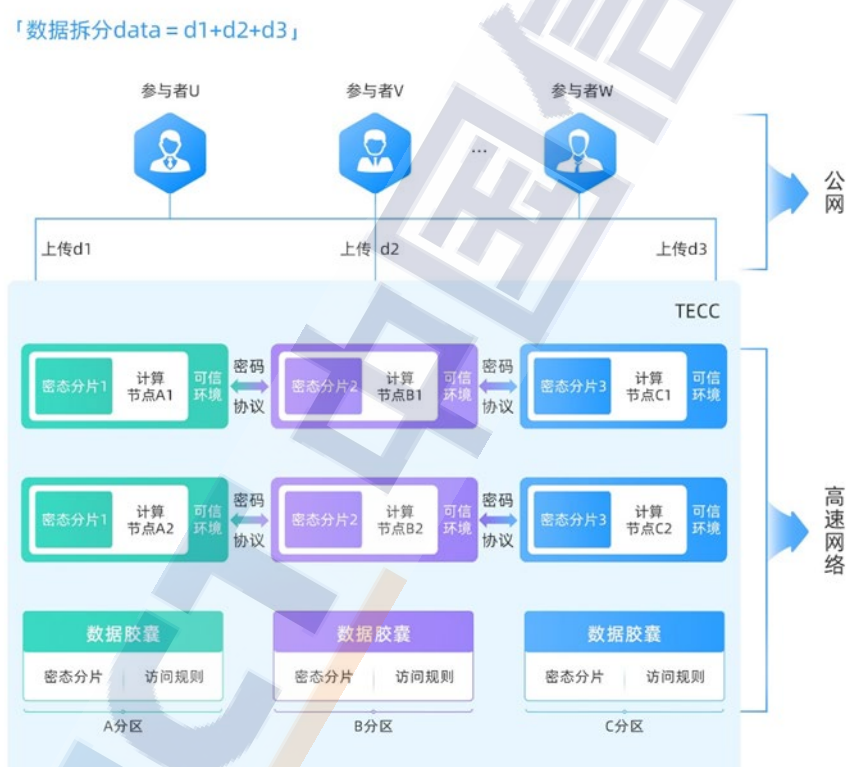 「数据拆分data = d1+d2+d3」
参与者U
参与者V
...
参与者W
公网
上传d1
上传 d2
上传d3
TECC
密态分片1
计算
节点A1
可信
环境
密码
协议
密态分片2
计算
节点B1
可信
环境
密码
协议
密态分片3
计算
节点C1
可信
环境
密态分片1
计算
节点A2
可信
环境
密码
协议
密态分片2
计算
节点B2
可信
环境
密码
协议
密态分片3
计算
节点C2
可信
环境
高速网络
数据胶囊
密态分片
访问规则
A分区
数据胶囊
密态分片
访问规则
B分区
数据胶囊
密态分片
访问规则
C分区